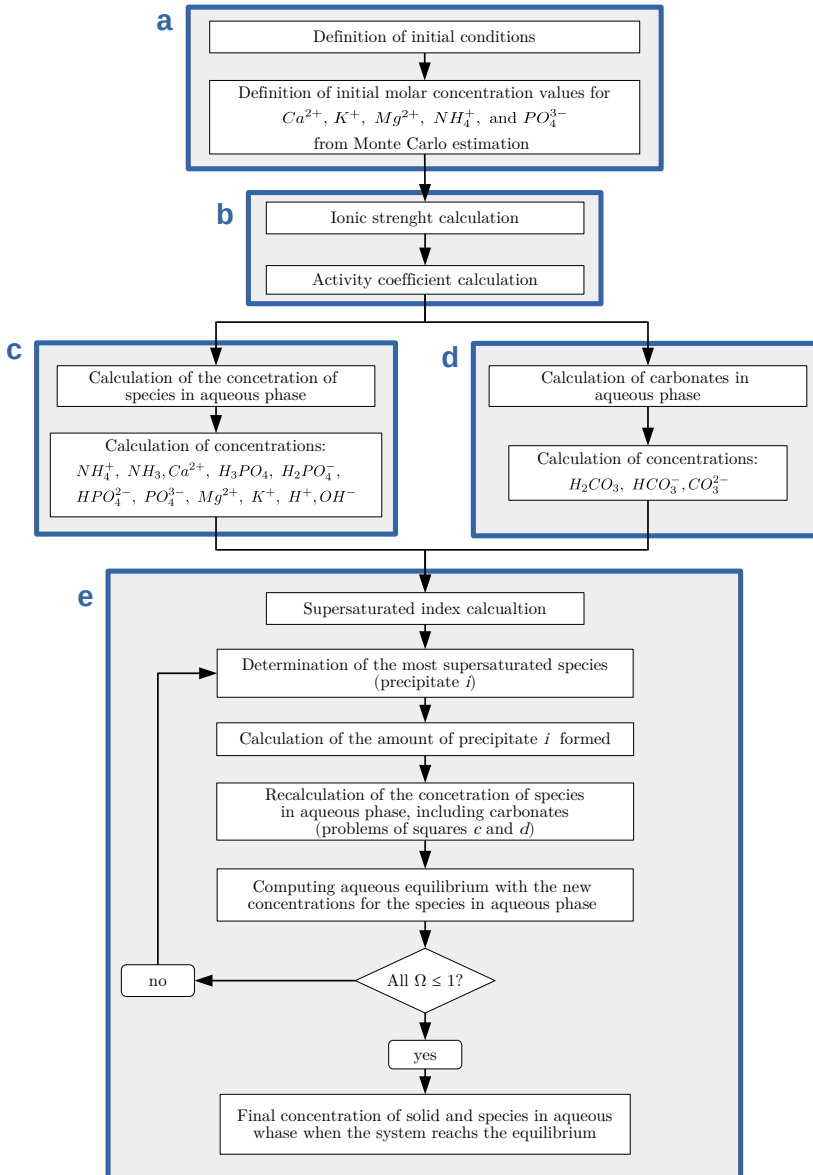 a
Definition of initial conditions
Definition of initial molar concentration values for
Ca²⁺, K⁺, Mg²⁺, NH₄⁺, and PO₄³⁻
from Monte Carlo estimation
b
Ionic strenght calculation
Activity coefficient calculation
c
Calculation of the concetration of
species in aqueous phase
Calculation of concentrations:
NH₄⁺, NH₃, Ca²⁺, H₃PO₄, H₂PO₄⁻,
HPO₄²⁻, PO₄³⁻, Mg²⁺, K⁺, H⁺, OH⁻
d
Calculation of carbonates in
aqueous phase
Calculation of concentrations:
H₂CO₃, HCO₃⁻, CO₃²⁻
e
Supersaturated index calcualtion
Determination of the most supersaturated species
(precipitate i)
Calculation of the amount of precipitate i formed
Recalculation of the concetration of species
in aqueous phase, including carbonates
(problems of squares c and d)
Computing aqueous equilibrium with the new
concentrations for the species in aqueous phase
All Ω ≤ 1?
no
yes
Final concentration of solid and species in aqueous
whase when the system reachs the equilibrium